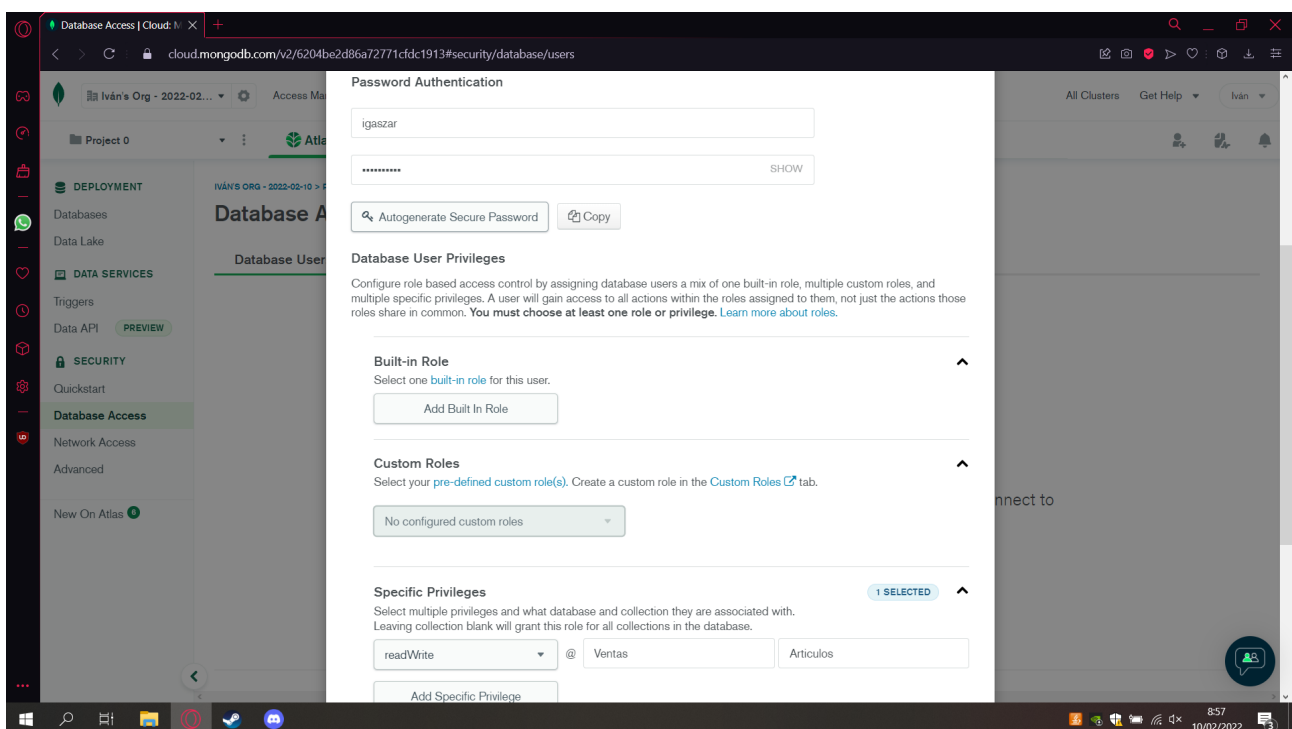 Database Access | Cloud: M
cloud.mongodb.com/v2/6204be2d86a72771cfdc1913#security/database/users
Iván's Org - 2022-02...
Access Ma
All Clusters
Get Help
Iván
Project 0
Atla
DEPLOYMENT
Databases
Data Lake
DATA SERVICES
Triggers
Data API
PREVIEW
SECURITY
Quickstart
Database Access
Network Access
Advanced
New On Atlas
6
IVÁN'S ORG - 2022-02-10 > P
Database A
Database User
Password Authentication
igaszar
••••••••••
SHOW
Autogenerate Secure Password
Copy
Database User Privileges
Configure role based access control by assigning database users a mix of one built-in role, multiple custom roles, and
multiple specific privileges. A user will gain access to all actions within the roles assigned to them, not just the actions those
roles share in common. You must choose at least one role or privilege. Learn more about roles.
Built-in Role
Select one built-in role for this user.
Add Built In Role
Custom Roles
Select your pre-defined custom role(s). Create a custom role in the Custom Roles tab.
No configured custom roles
Specific Privileges
1 SELECTED
Select multiple privileges and what database and collection they are associated with.
Leaving collection blank will grant this role for all collections in the database.
readWrite
@
Ventas
Articulos
Add Specific Privilege
nnect to
8:57
10/02/2022
3